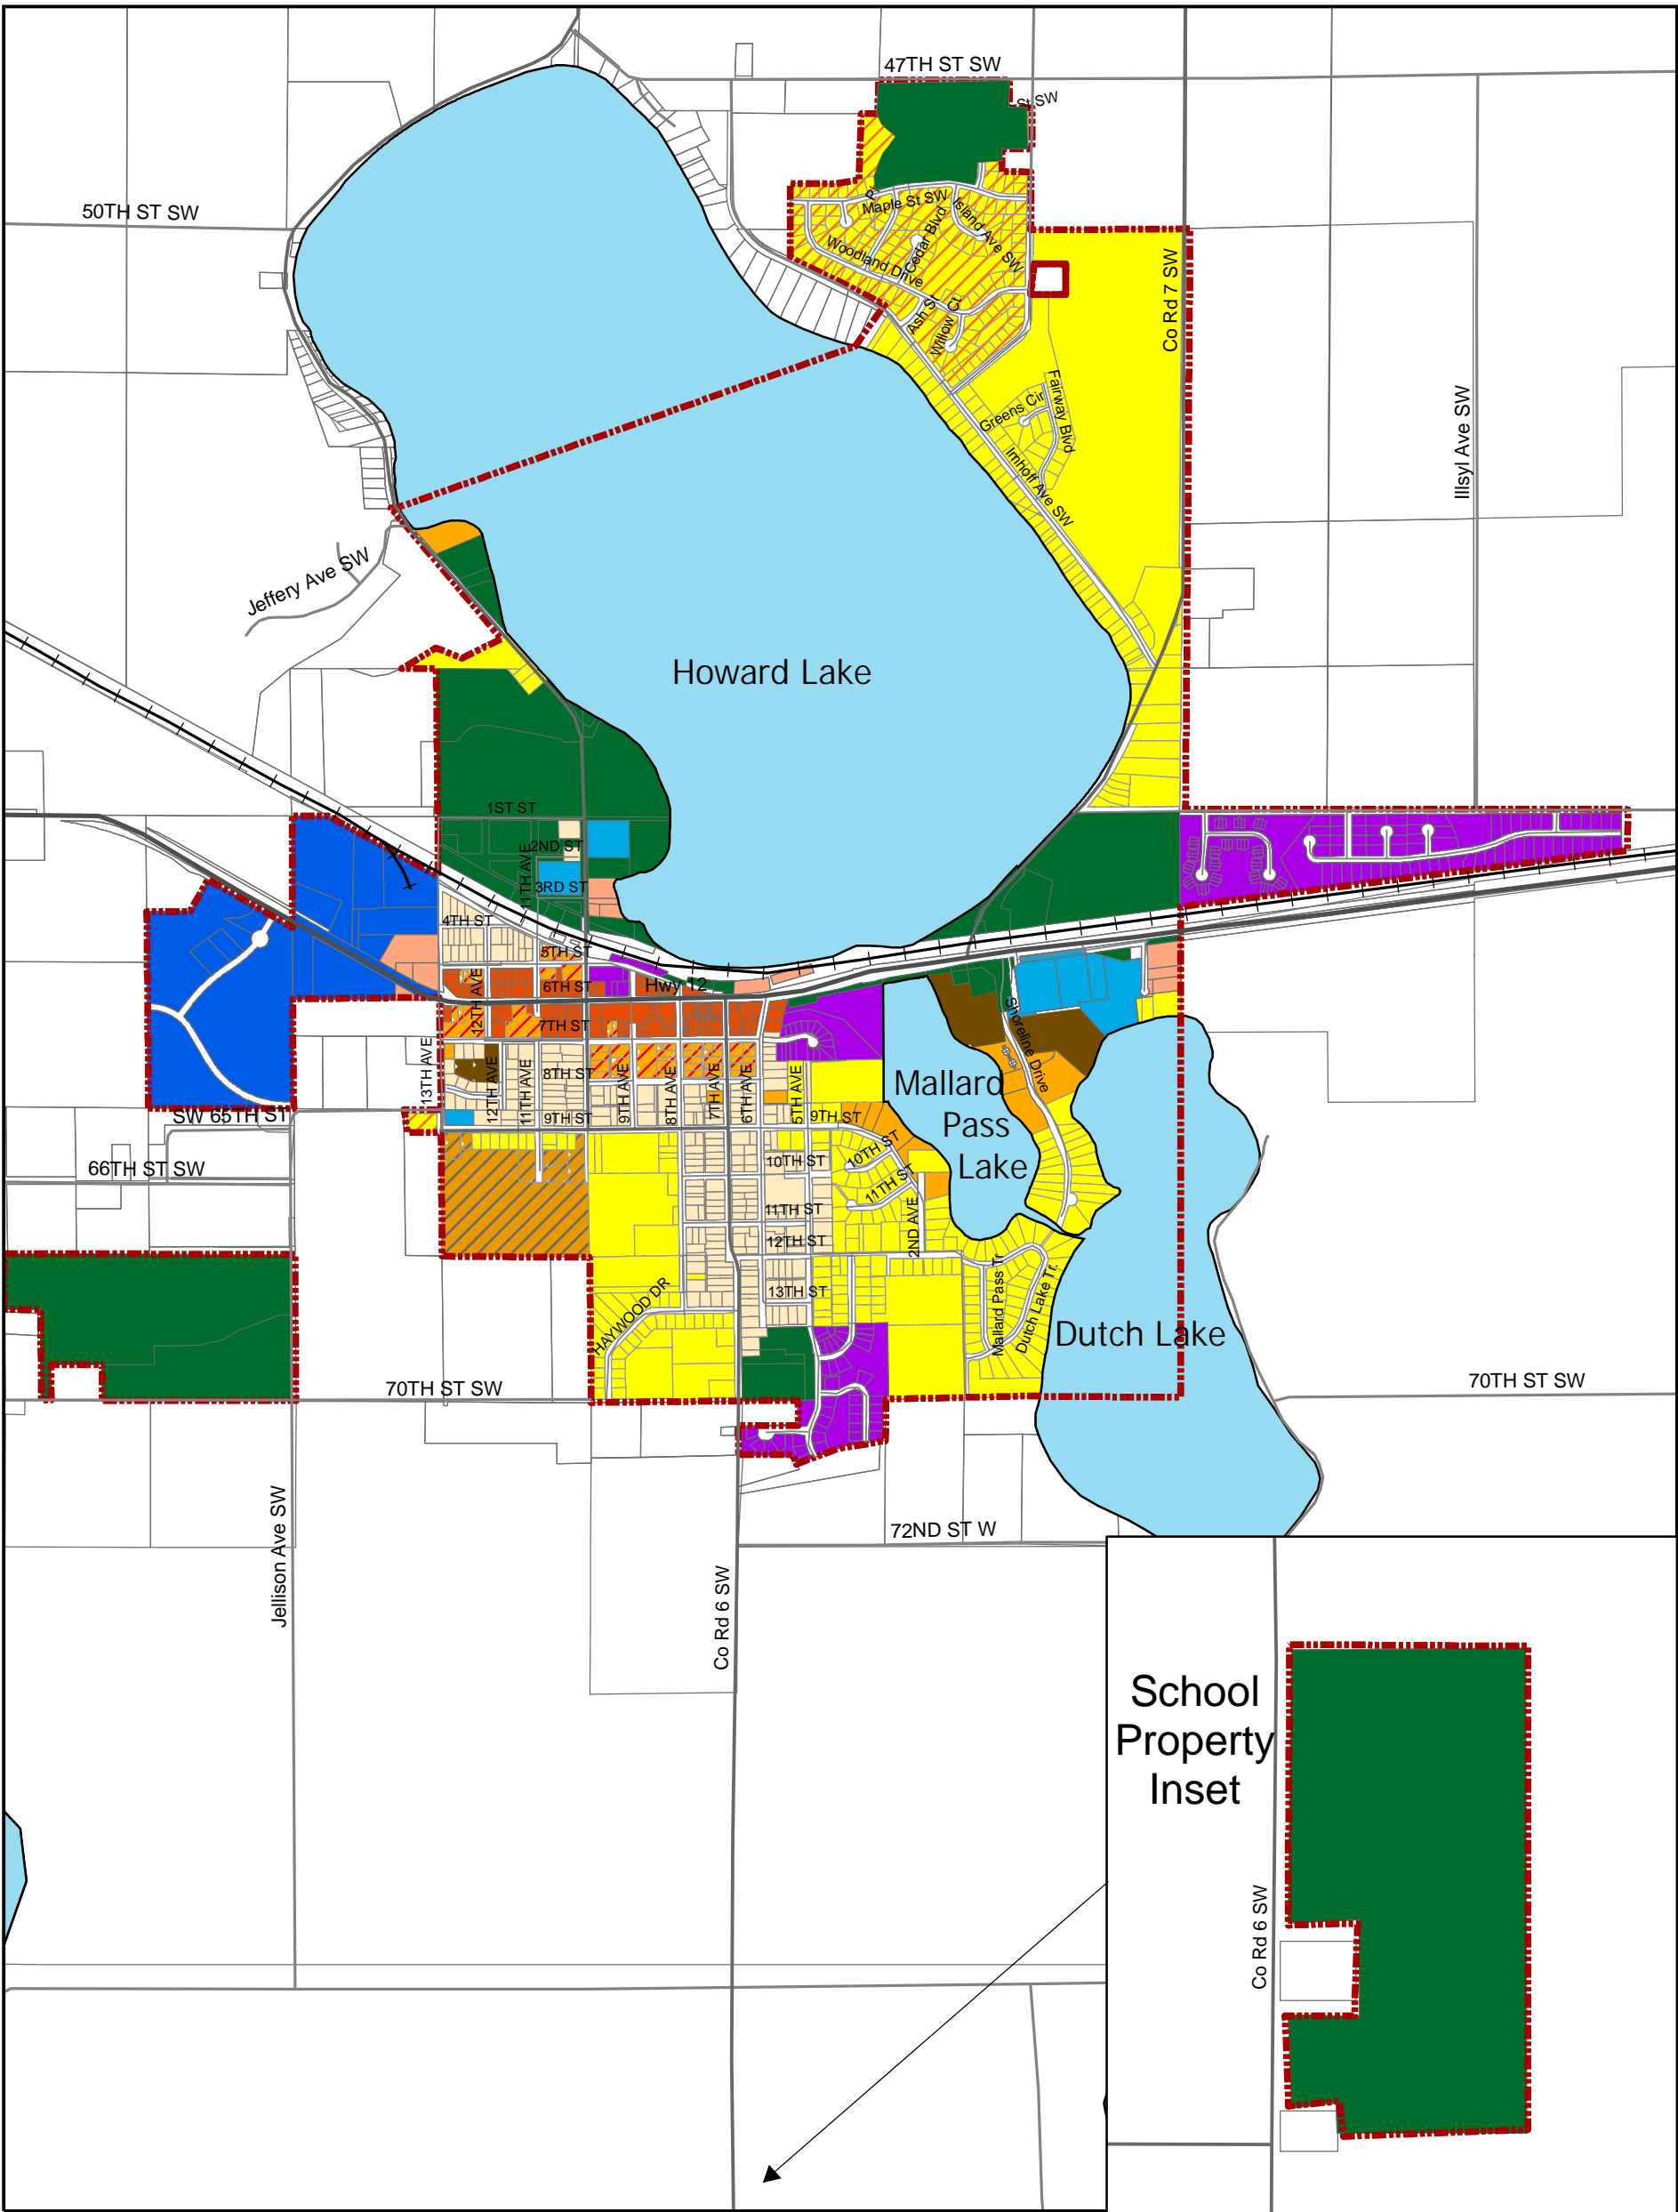 47TH ST SW
St SW
50TH ST SW
Pl
Maple St SW
Island Ave SW
Cedar Blvd
Woodland Drive
Ash St
Willow Ct
Co Rd 7 SW
Greens Cir
Fairway Blvd
Imhoff Ave SW
Illsyl Ave SW
Jeffery Ave SW
Howard Lake
1ST ST
2ND ST
11TH AVE
3RD ST
4TH ST
5TH ST
12TH AVE
6TH ST
Hwy 12
7TH ST
Shoreline Drive
13TH AVE
12TH AVE
11TH AVE
8TH ST
9TH AVE
8TH AVE
7TH AVE
6TH AVE
5TH AVE
Mallard
Pass
Lake
SW 65TH ST
9TH ST
9TH ST
10TH ST
10TH ST
66TH ST SW
11TH ST
11TH ST
2ND AVE
12TH ST
13TH ST
HAYWOOD DR
Mallard Pass Tr
Dutch Lake Tr.
Dutch Lake
70TH ST SW
70TH ST SW
Jellison Ave SW
72ND ST W
Co Rd 6 SW
School
Property
Inset
Co Rd 6 SW